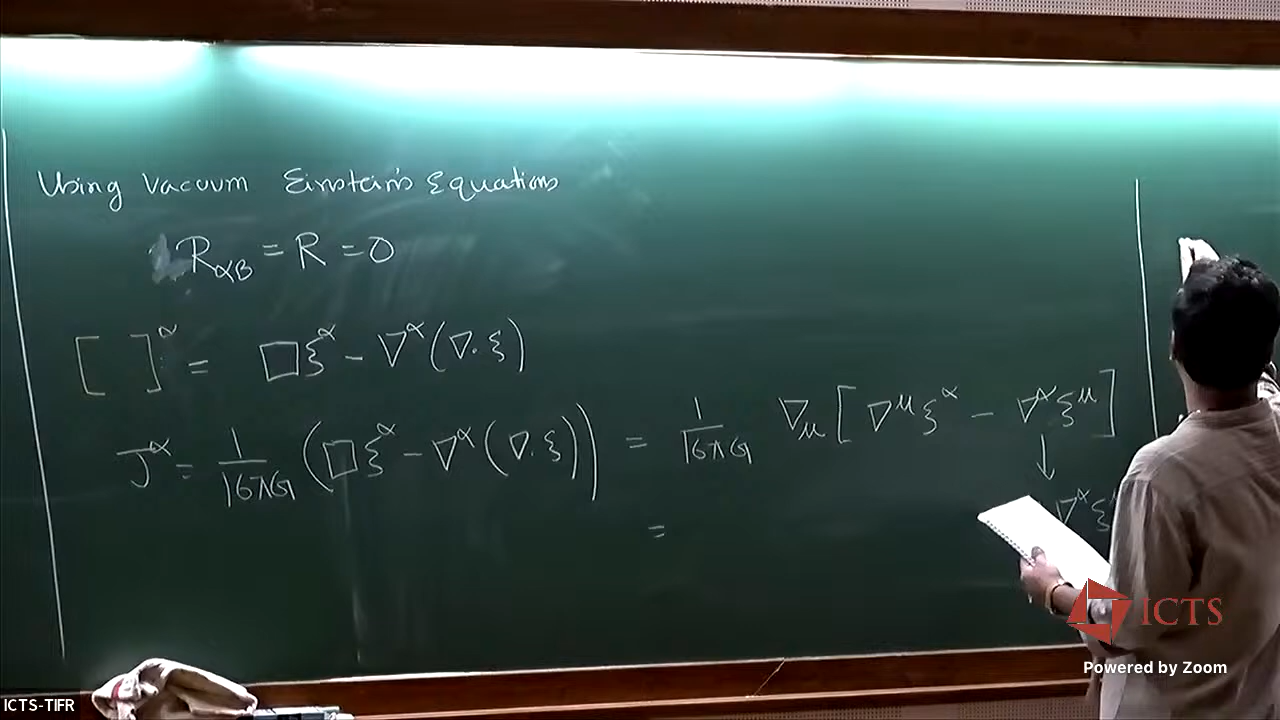 Using Vacuum Einstein's Equations
R_{αβ} = R = 0
[ ]^α = □ξ^α − ∇^α(∇·ξ)
J^α = 1/16πG (□ξ^α − ∇^α(∇·ξ)) = 1/16πG ∇_μ[∇^μ ξ^α − ∇^α ξ^μ]
↓
= ∇^α ξ
ICTS
Powered by Zoom
ICTS-TIFR